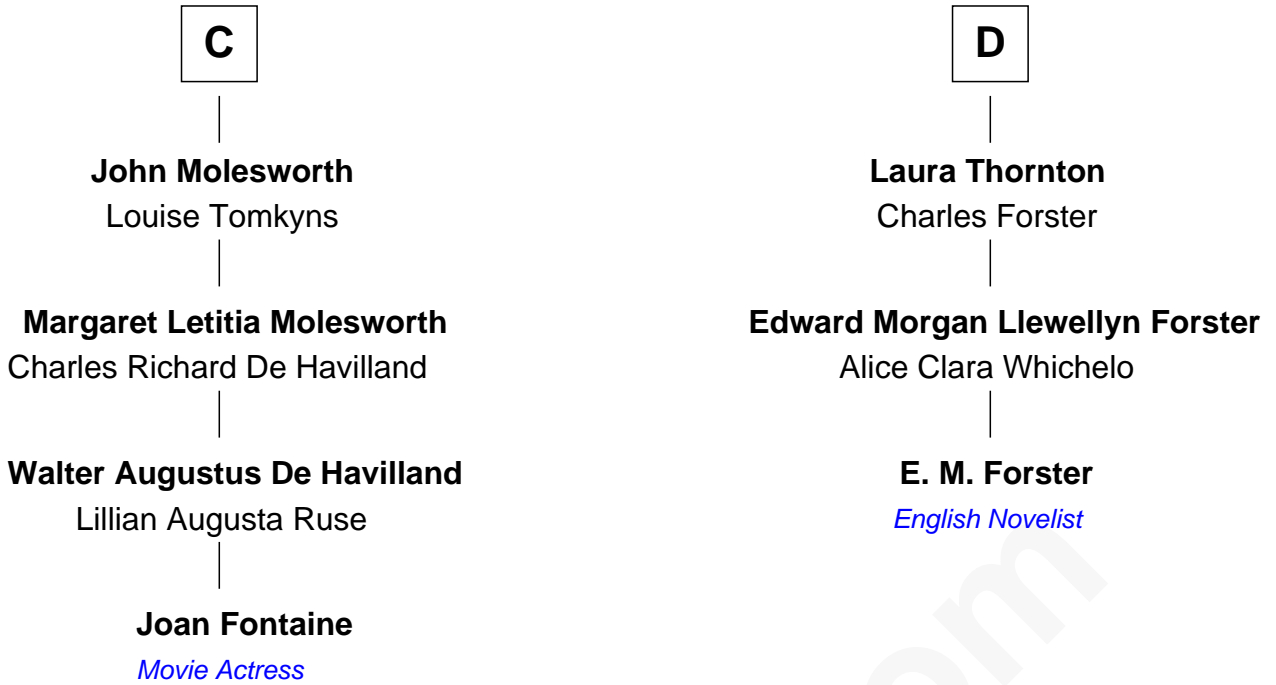 C
John Molesworth
Louise Tomkyns
Margaret Letitia Molesworth
Charles Richard De Havilland
Walter Augustus De Havilland
Lillian Augusta Ruse
Joan Fontaine
Movie Actress
D
Laura Thornton
Charles Forster
Edward Morgan Llewellyn Forster
Alice Clara Whichelo
E. M. Forster
English Novelist
om